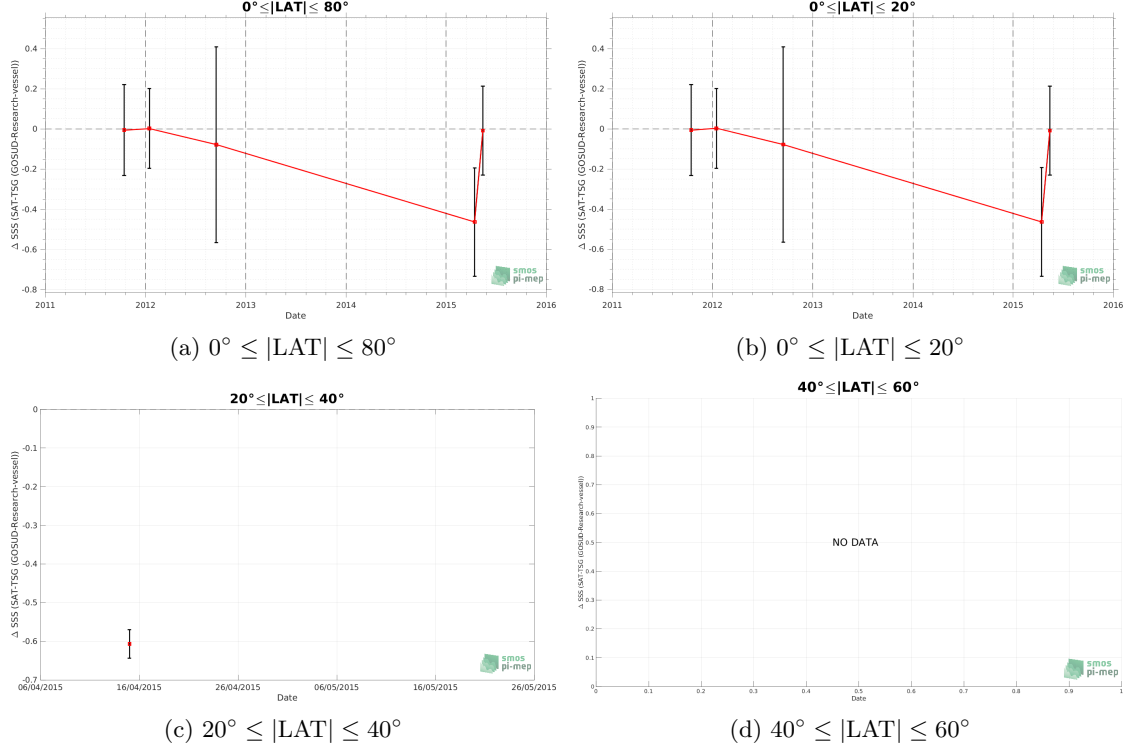 0°≤|LAT|≤ 80°
Δ SSS (SAT-TSG (GOSUD-Research-vessel))
0.4
0.2
0
-0.2
-0.4
-0.6
-0.8
2011 2012 2013 2014 2015 2016
Date
smos
pi-mep
(a) 0° ≤ |LAT| ≤ 80°
0°≤|LAT|≤ 20°
Δ SSS (SAT-TSG (GOSUD-Research-vessel))
0.4
0.2
0
-0.2
-0.4
-0.6
-0.8
2011 2012 2013 2014 2015 2016
Date
smos
pi-mep
(b) 0° ≤ |LAT| ≤ 20°
20°≤|LAT|≤ 40°
Δ SSS (SAT-TSG (GOSUD-Research-vessel))
0
-0.1
-0.2
-0.3
-0.4
-0.5
-0.6
-0.7
06/04/2015 16/04/2015 26/04/2015 06/05/2015 16/05/2015 26/05/2015
Date
smos
pi-mep
(c) 20° ≤ |LAT| ≤ 40°
40°≤|LAT|≤ 60°
Δ SSS (SAT-TSG (GOSUD-Research-vessel))
1
0.9
0.8
0.7
0.6
0.5
0.4
0.3
0.2
0.1
0
NO DATA
0 0.1 0.2 0.3 0.4 0.5 0.6 0.7 0.8 0.9 1
Date
smos
pi-mep
(d) 40° ≤ |LAT| ≤ 60°